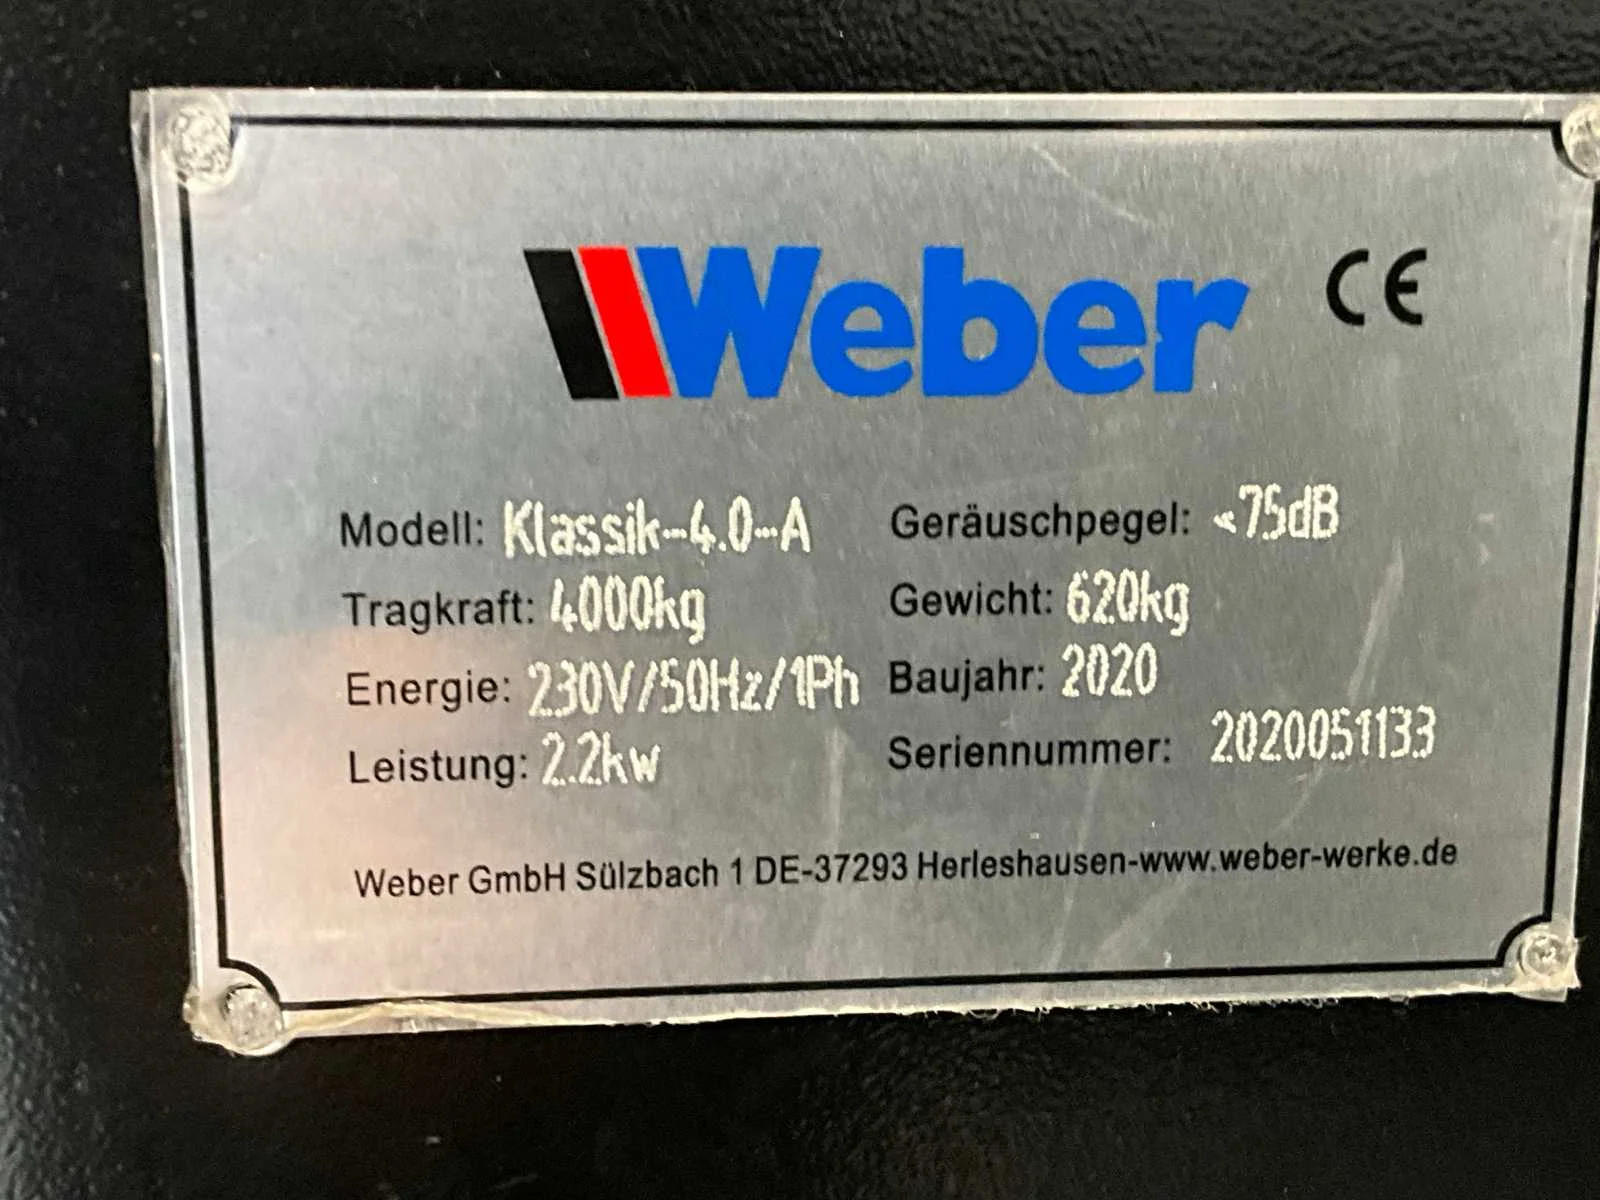 Weber CE
Modell: Klassik-4.0-A
Tragkraft: 4000kg
Energie: 230V/50Hz/1Ph
Leistung: 2.2kw
Geräuschpegel: <75dB
Gewicht: 620kg
Baujahr: 2020
Seriennummer: 2020051133
Weber GmbH Sülzbach 1 DE-37293 Herleshausen-www.weber-werke.de